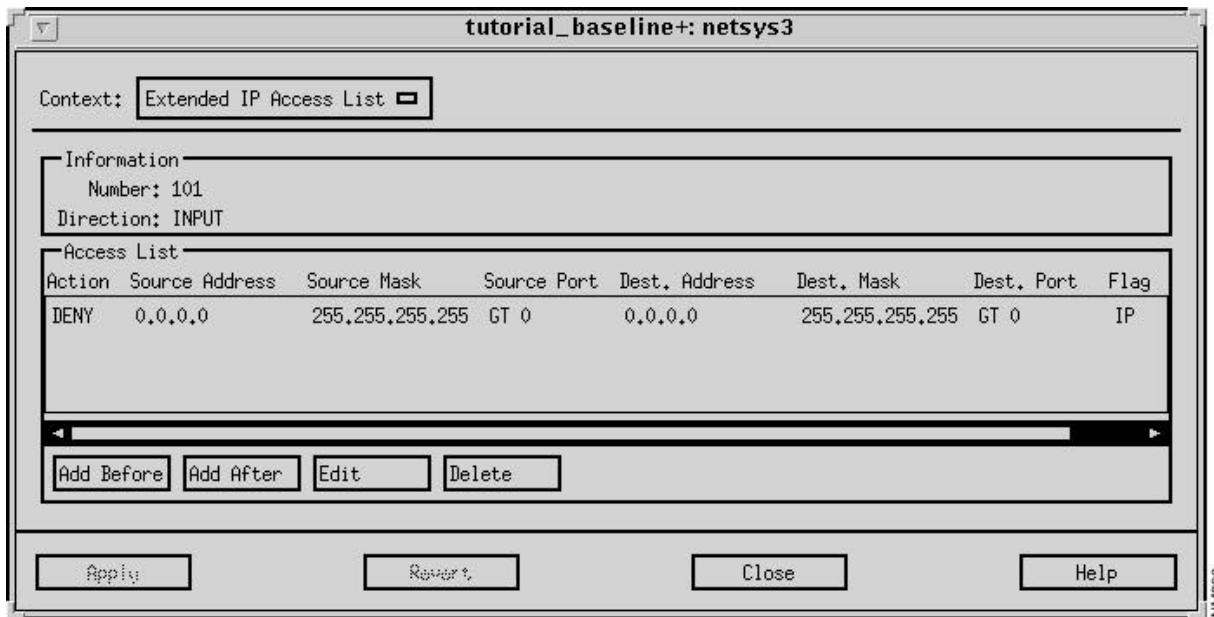 tutorial_baseline+: netsys3
Context: Extended IP Access List
Information
Number: 101
Direction: INPUT
Access List
Action Source Address Source Mask Source Port Dest. Address Dest. Mask Dest. Port Flag
DENY 0.0.0.0 255.255.255.255 GT 0 0.0.0.0 255.255.255.255 GT 0 IP
Add Before Add After Edit Delete
Apply Revert Close Help